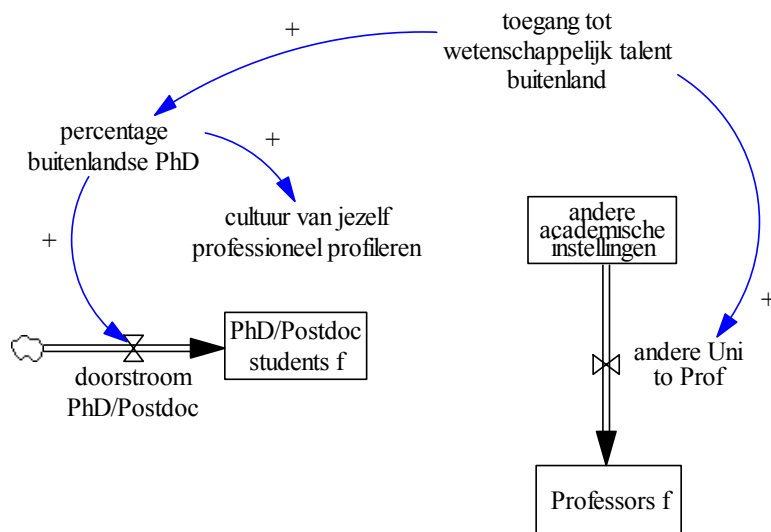 toegang tot
wetenschappelijk talent
buitenland
+
percentage
buitenlandse PhD
+
cultuur van jezelf
professioneel profileren
+
andere
academische
instellingen
+
PhD/Postdoc
students f
doorstroom
PhD/Postdoc
andere Uni
to Prof
Professors f